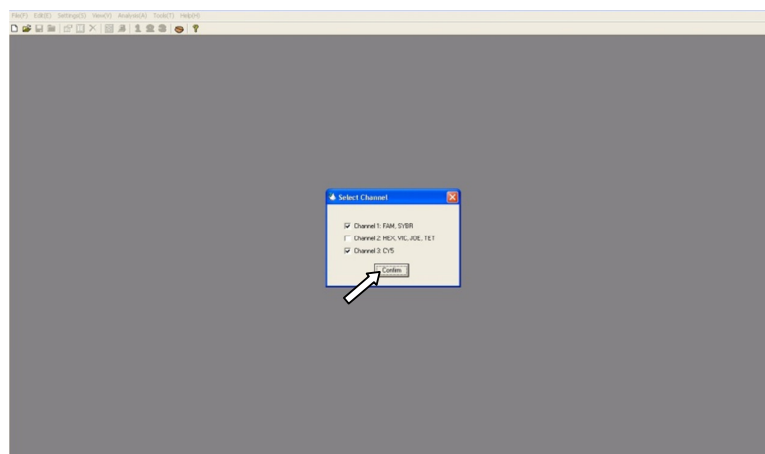 File(F) Edit(E) Settings(S) View(V) Analysis(A) Tools(T) Help(H)
Select Channel
Channel 1: FAM, SYBR
Channel 2: HEX, VIC, JOE, TET
Channel 3: CY5
Confirm